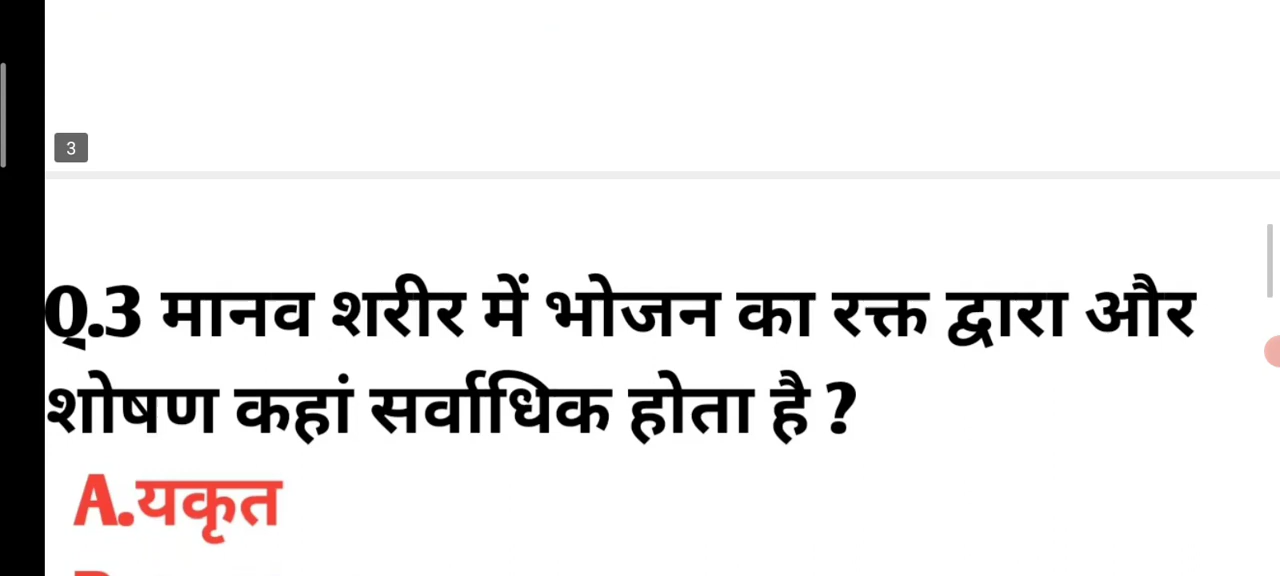 3
Q.3 मानव शरीर में भोजन का रक्त द्वारा और
शोषण कहां सर्वाधिक होता है ?
A.यकृत